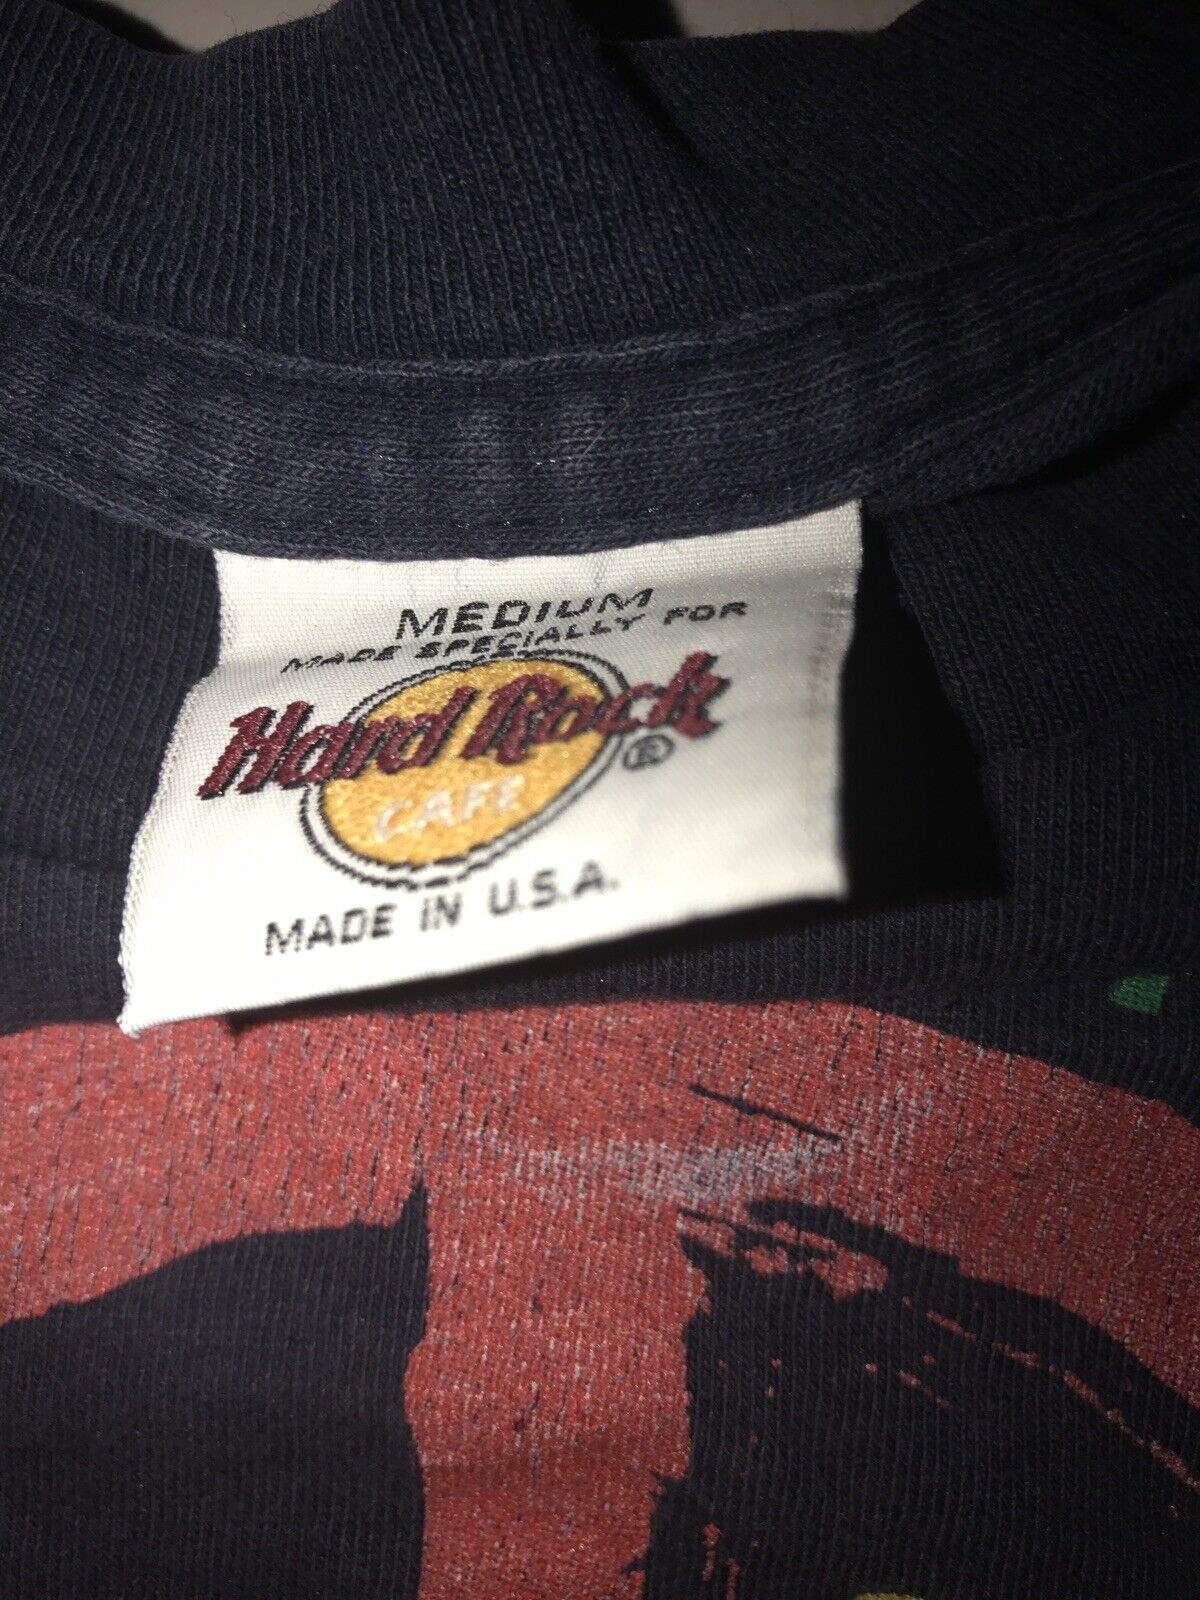 MEDIUM
MADE SPECIALLY FOR
Hard Rock
CAFE
®
MADE IN U.S.A.